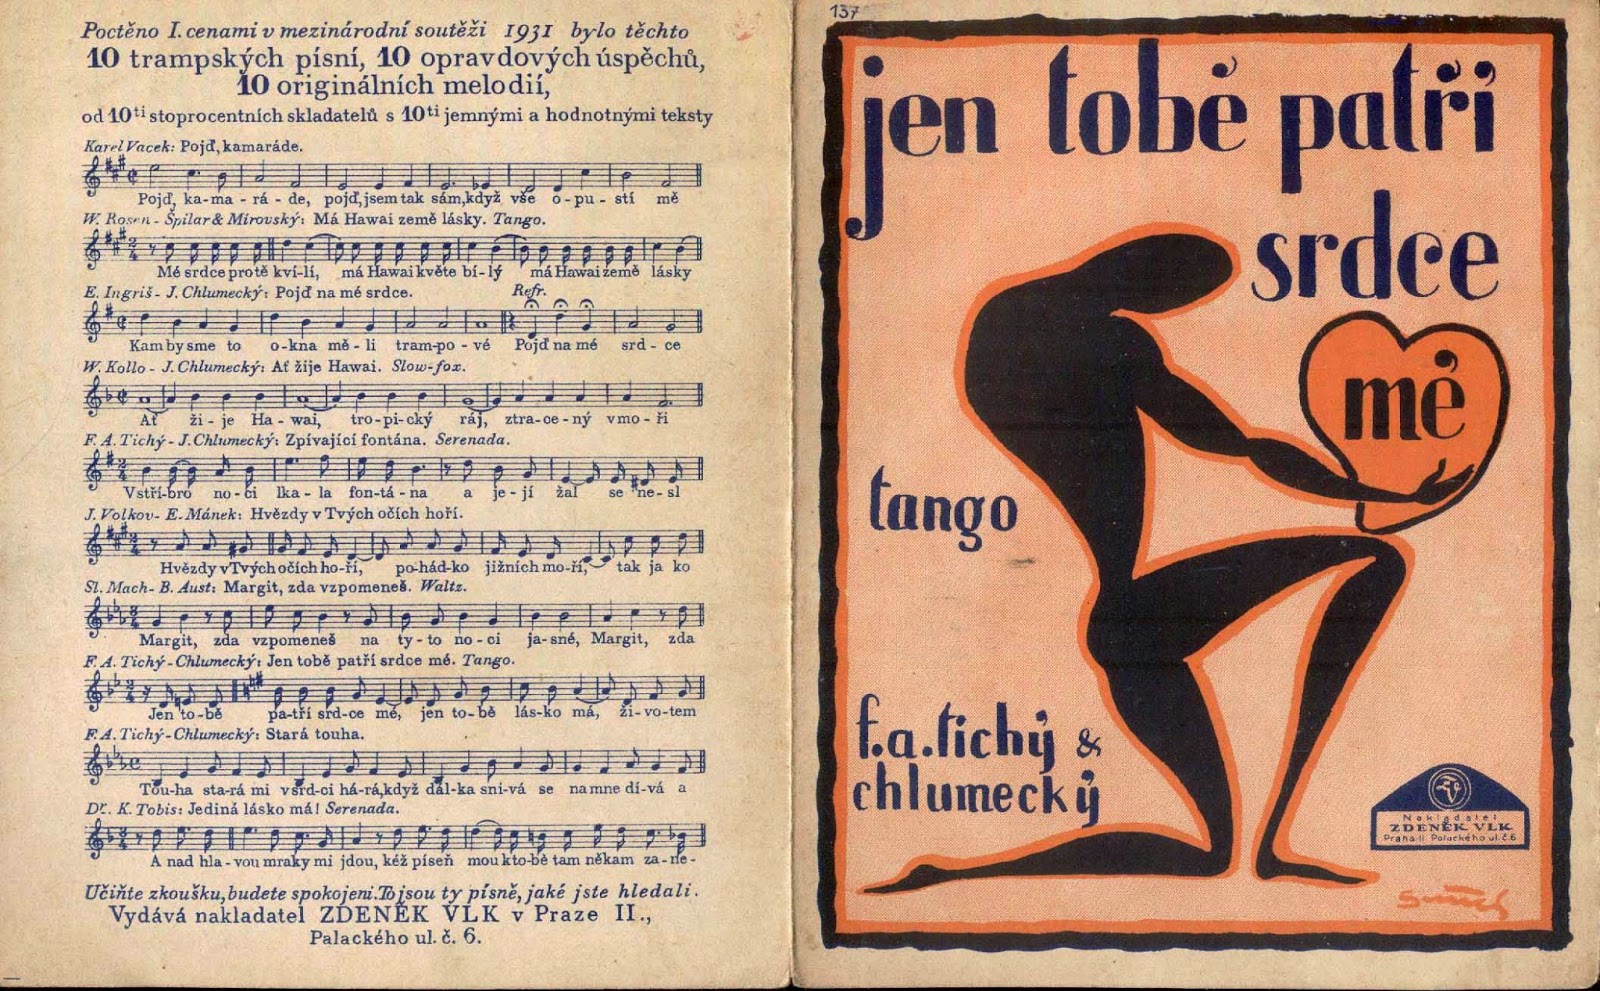 Poctěno I. cenami v mezinárodní soutěži 1931 bylo těchto
10 trampských písní, 10 opravdových úspěchů,
10 originálních melodií,
od 10ti stoprocentních skladatelů s 10ti jemnými a hodnotnými teksty
Karel Vacek: Pojď, kamaráde.
Pojď, ka-ma-rá-de, pojď, jsem tak sám, když vše o-pu-stí mě
W. Rosen-Špilar & Mirovský: Má Hawai země lásky. Tango.
Mé srdce pro tě kví-lí, má Hawai květe bí-lý má Hawai země lásky
E. Ingriš - J. Chlumecký: Pojď na mé srdce. Refr.
Kam by sme to o-kna mě-li tram-po-vé Pojď na mé srd-ce
W. Kollo - J. Chlumecký: Ať žije Hawai. Slow-fox.
Ať ži-je Ha-wai, tro-pi-cký ráj, ztra-ce-ný v mo-ři
F. A. Tichý - J. Chlumecký: Zpívající fontána. Serenada.
Vstří-bro no-ci lka-la fon-tá-na a je-jí žal se ne-sl
J. Volkov - E. Mánek: Hvězdy v Tvých očích hoří.
Hvězdy v Tvých očích ho-ří, po-hád-ko jižních mo-ří, tak ja ko
Sl. Mach - B. Aust: Margit, zda vzpomeneš. Waltz.
Margit, zda vzpomeneš na ty-to no-ci ja-sné, Margit, zda
F. A. Tichý - Chlumecký: Jen tobě patří srdce mé. Tango.
Jen to-bě pa-tří srd-ce mé, jen to-bě lás-ko má, ži-vo-tem
F. A. Tichý - Chlumecký: Stará touha.
Tou-ha sta-rá mi v srd-ci há-rá, když dál-ka sni-vá se na mne dí-vá a
Dr. K. Tobis: Jediná lásko má! Serenada.
A nad hla-vou mraky mi jdou, kéž píseň mou k to-bě tam někam za-ne-
Učiňte zkoušku, budete spokojeni. To jsou ty písně, jaké jste hledali.
Vydává nakladatel ZDENĚK VLK v Praze II.,
Palackého ul. č. 6.
137
jen tobě patří
srdce
mé
tango
f. a. tichý &
chlumecký
ZV
Nakladatel
ZDENĚK VLK
Praha-II Palackého ul. č 6